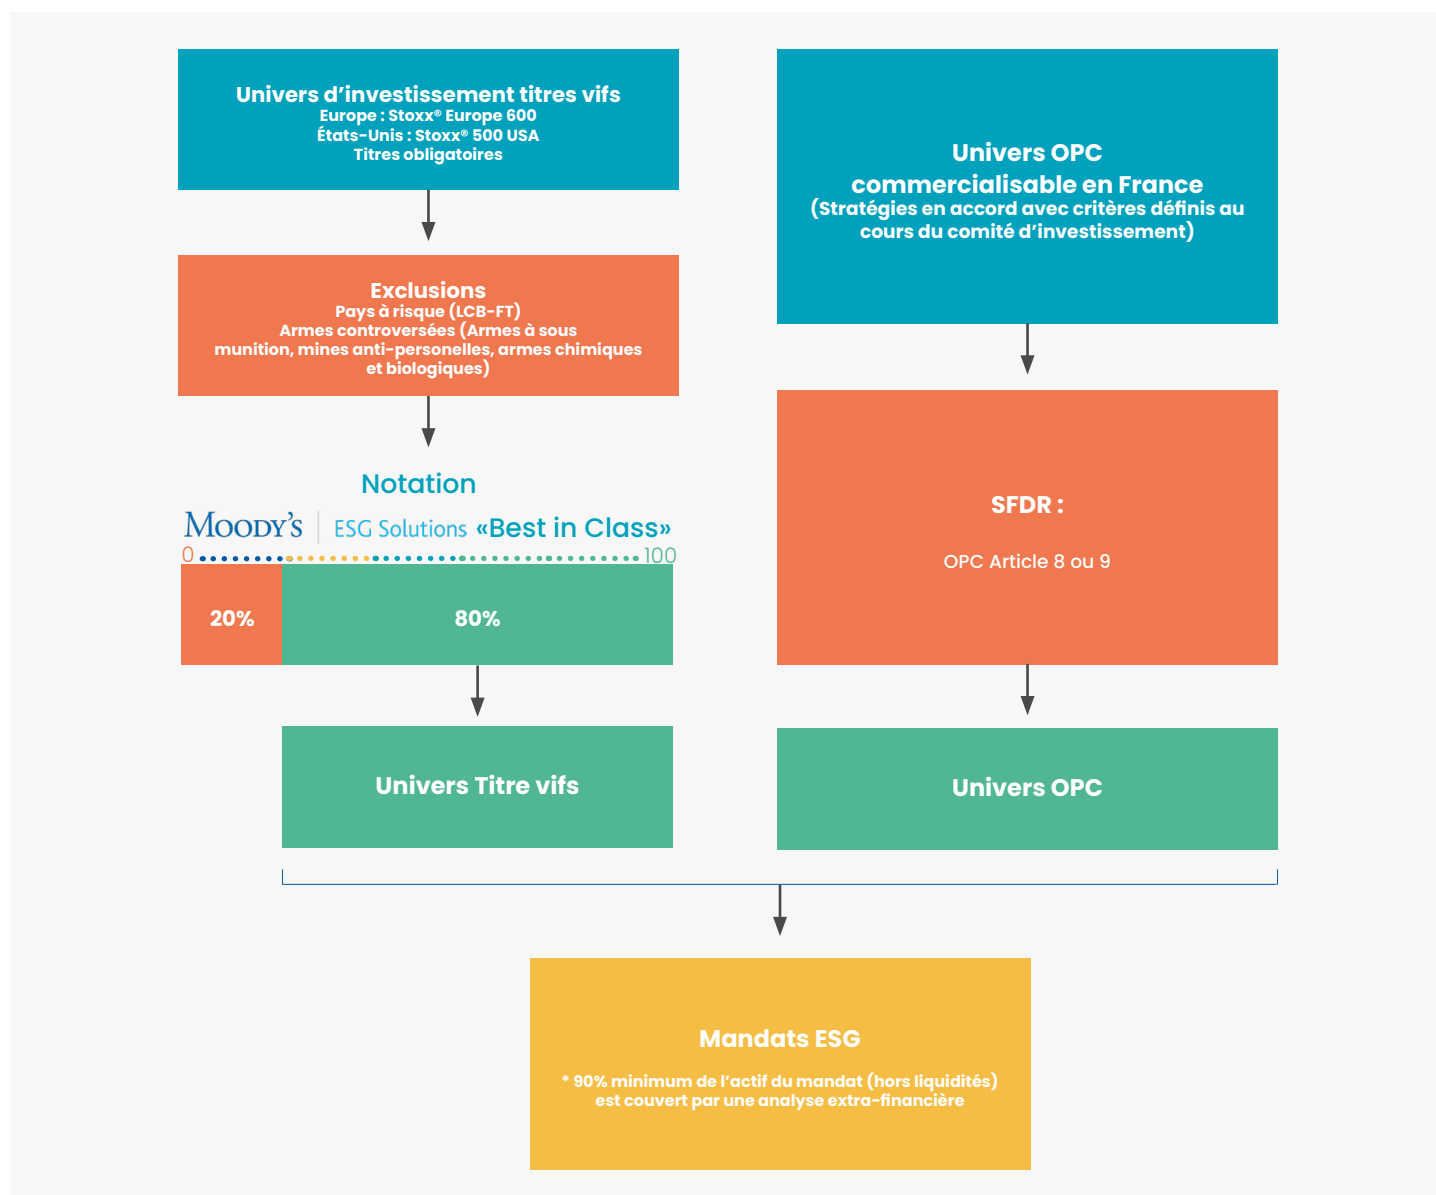 Univers d'investissement titres vifs
Europe : Stoxx® Europe 600
États-Unis : Stoxx® 500 USA
Titres obligatoires
Exclusions
Pays à risque (LCB-FT)
Armes controversées (Armes à sous
munition, mines anti-personelles, armes chimiques
et biologiques)
Notation
MOODY'S | ESG Solutions «Best in Class»
0 100
20% 80%
Univers Titre vifs
Univers OPC
commercialisable en France
(Stratégies en accord avec critères définis au
cours du comité d'investissement)
SFDR :
OPC Article 8 ou 9
Univers OPC
Mandats ESG
* 90% minimum de l'actif du mandat (hors liquidités)
est couvert par une analyse extra-financière